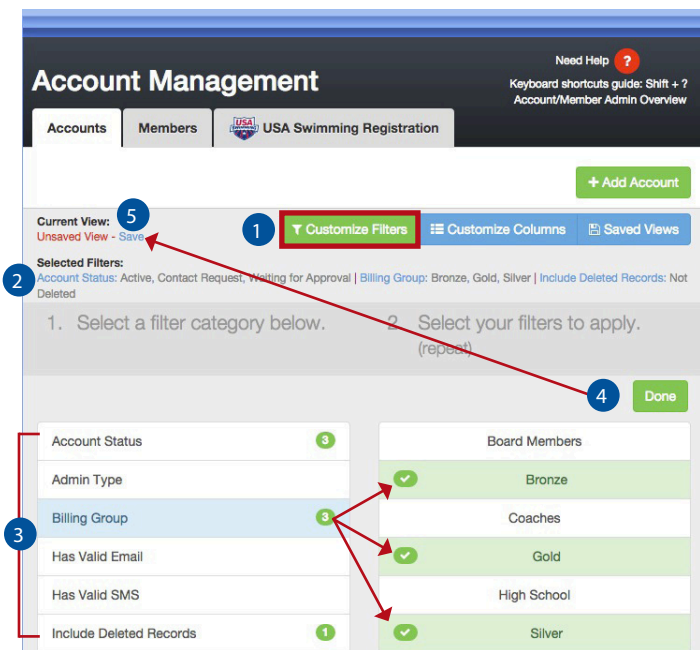 Need Help ?
Account Management
Keyboard shortcuts guide: Shift + ?
Account/Member Admin Overview
Accounts
Members
USA SWIMMING
USA Swimming Registration
+ Add Account
Current View:
5
Unsaved View - Save
1
Customize Filters
Customize Columns
Saved Views
Selected Filters:
2
Account Status: Active, Contact Request, Waiting for Approval | Billing Group: Bronze, Gold, Silver | Include Deleted Records: Not
Deleted
1. Select a filter category below.
2. Select your filters to apply.
(repeat)
4
Done
3
Account Status 3
Board Members
Admin Type
Bronze
Billing Group 3
Coaches
Has Valid Email
Gold
Has Valid SMS
High School
Include Deleted Records 1
Silver